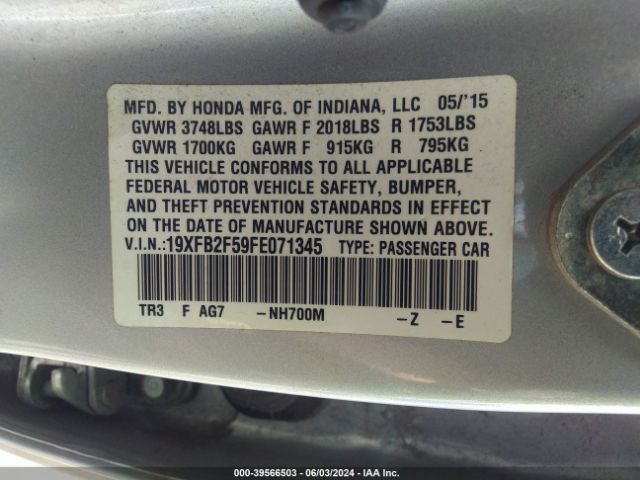 MFD. BY HONDA MFG. OF INDIANA, LLC 05/'15
GVWR 3748LBS GAWR F 2018LBS R 1753LBS
GVWR 1700KG GAWR F 915KG R 795KG
THIS VEHICLE CONFORMS TO ALL APPLICABLE
FEDERAL MOTOR VEHICLE SAFETY, BUMPER,
AND THEFT PREVENTION STANDARDS IN EFFECT
ON THE DATE OF MANUFACTURE SHOWN ABOVE.
V.I.N.:19XFB2F59FE071345 TYPE: PASSENGER CAR
TR3 F AG7 -NH700M -Z -E
000-39566503 - 06/03/2024 - IAA Inc.